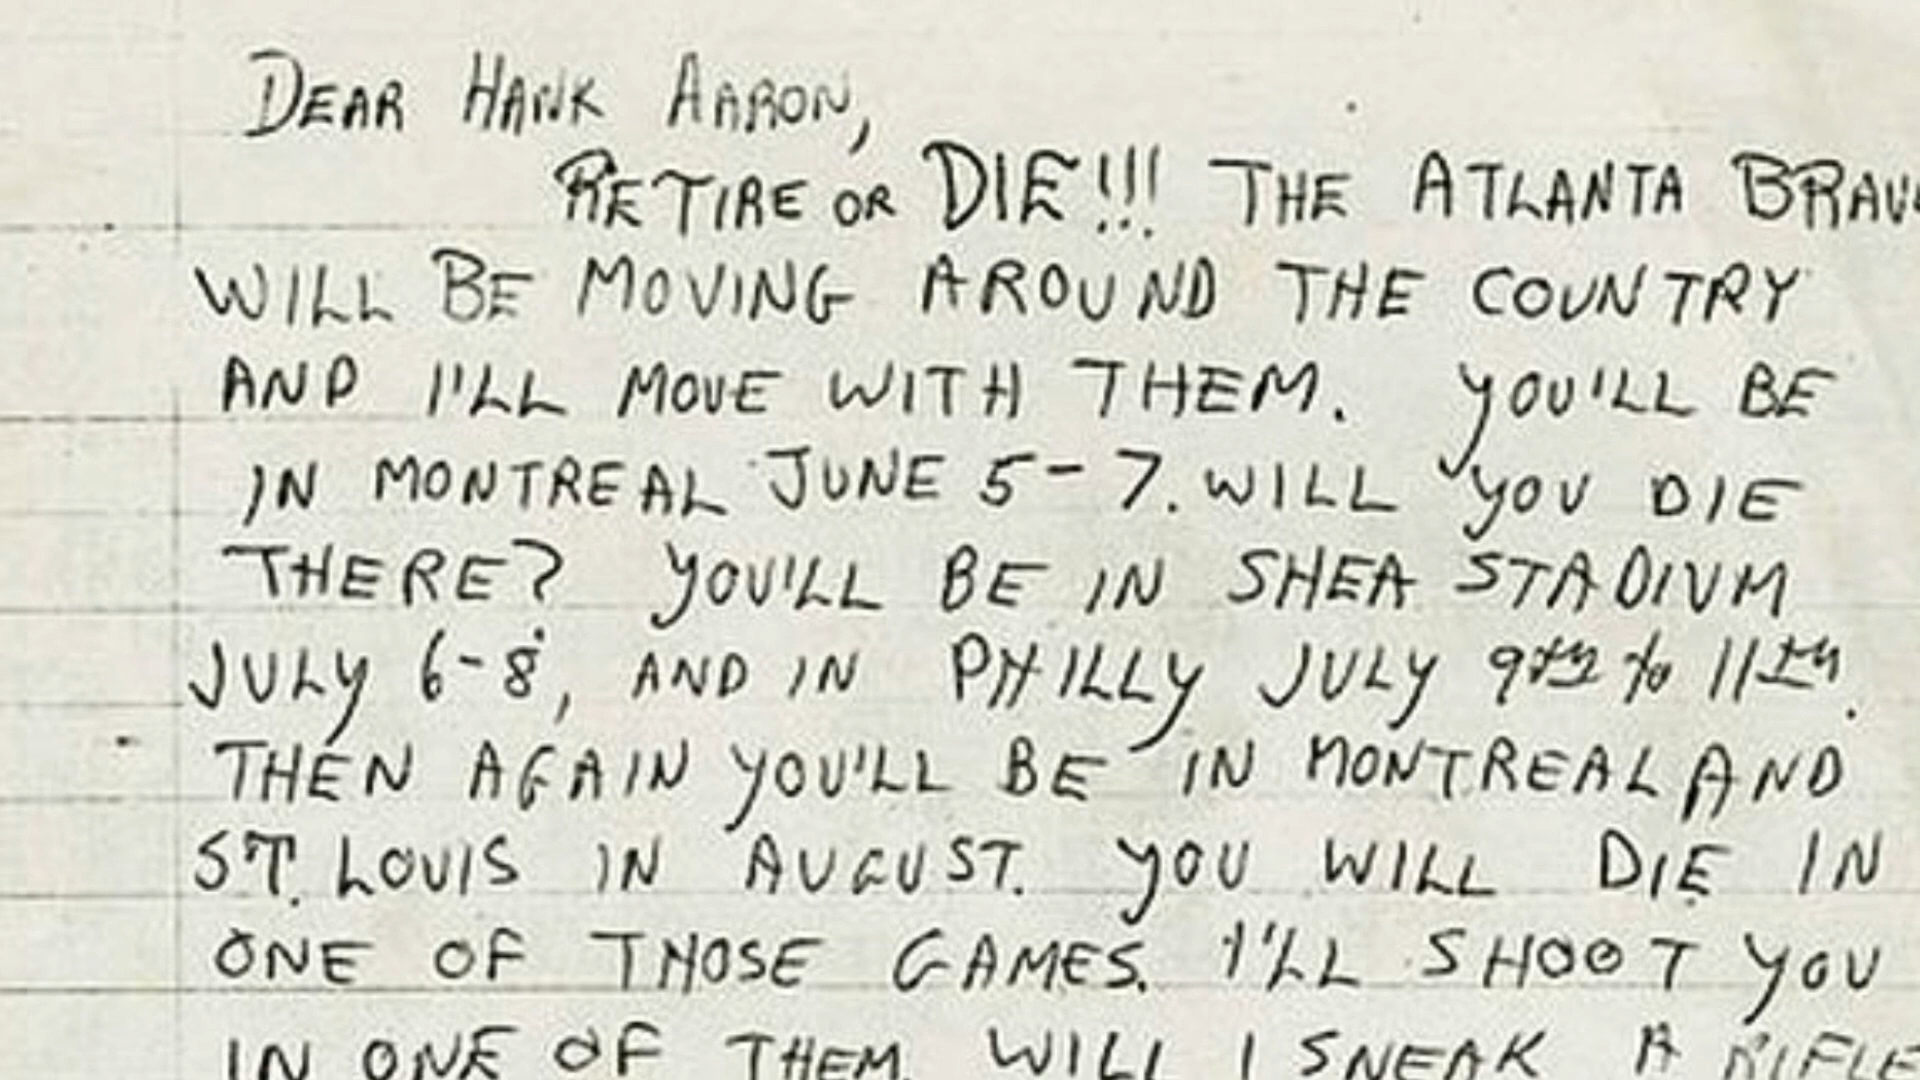 DEAR HANK AARON,
RETIRE OR DIE!!! THE ATLANTA BRAVE
WILL BE MOVING AROUND THE COUNTRY
AND I'LL MOVE WITH THEM. YOU'LL BE
IN MONTREAL JUNE 5-7. WILL YOU DIE
THERE? YOU'LL BE IN SHEA STADIUM
JULY 6-8, AND IN PHILLY JULY 9th to 11th.
THEN AGAIN YOU'LL BE IN MONTREAL AND
ST. LOUIS IN AUGUST. YOU WILL DIE IN
ONE OF THOSE GAMES. I'LL SHOOT YOU
IN ONE OF THEM. WILL I SNEAK A RIFLE